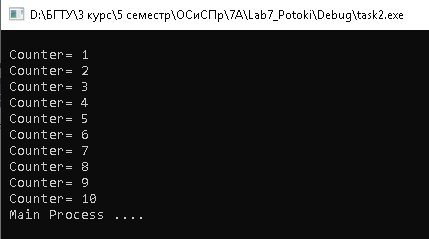 D:\БГТУ\3 курс\5 семестр\ОСиСПр\7А\Lab7_Potoki\Debug\task2.exe
Counter= 1
Counter= 2
Counter= 3
Counter= 4
Counter= 5
Counter= 6
Counter= 7
Counter= 8
Counter= 9
Counter= 10
Main Process ....